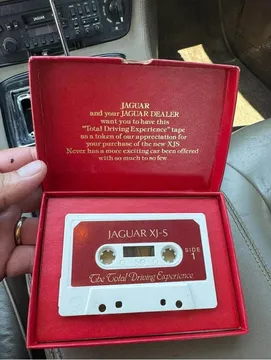 JAGUAR
and your JAGUAR DEALER
want you to have this
"Total Driving Experience" tape
as a token of our appreciation for
your purchase of the new XJS.
Never has a more exciting car been offered
with so much to so few
JAGUAR XJ-S
SIDE
1
The Total Driving Experience